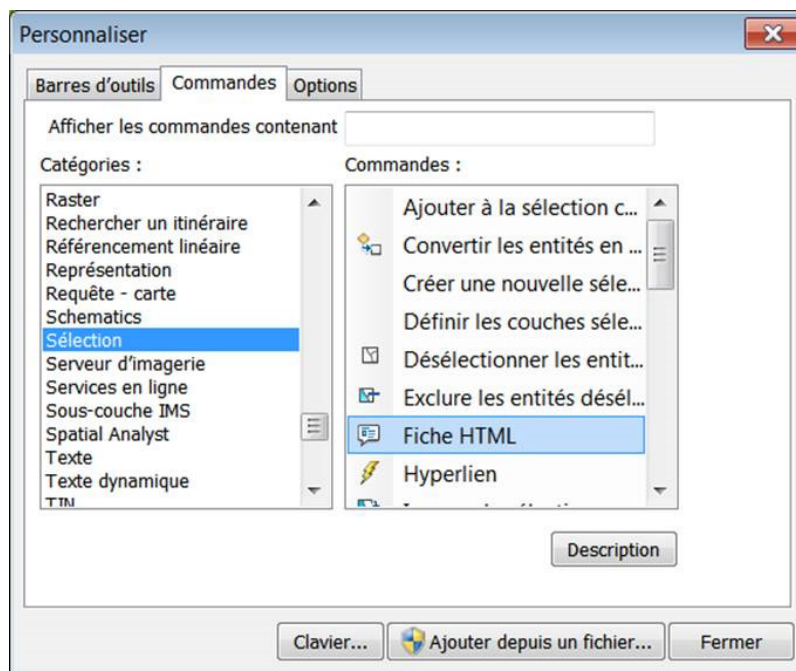 Personnaliser
Barres d'outils Commandes Options
Afficher les commandes contenant
Catégories :
Raster
Rechercher un itinéraire
Référencement linéaire
Représentation
Requête - carte
Schematics
Sélection
Serveur d'imagerie
Services en ligne
Sous-couche IMS
Spatial Analyst
Texte
Texte dynamique
TIN
Commandes :
Ajouter à la sélection c...
Convertir les entités en ...
Créer une nouvelle séle...
Définir les couches séle...
Désélectionner les entit...
Exclure les entités désél...
Fiche HTML
Hyperlien
Description
Clavier... Ajouter depuis un fichier... Fermer